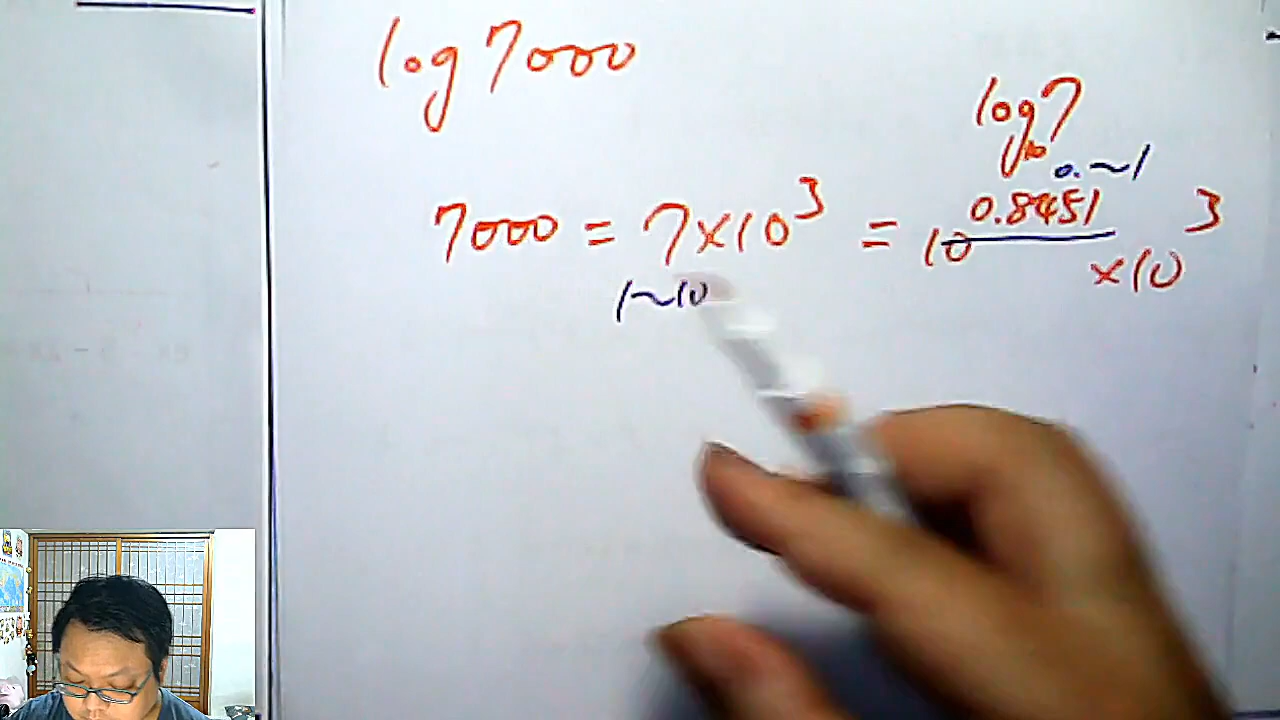 log 7000
log₁₀7
0.~1
7000 = 7×10³ = 10^0.8451 ×10³
1~10